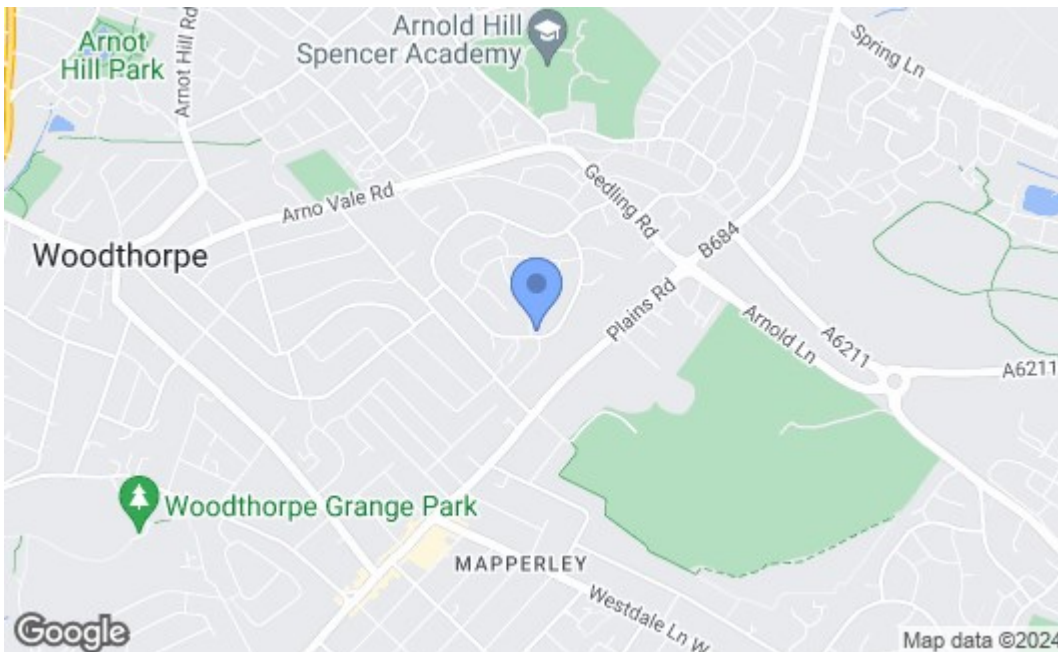 Arnot
Hill Park
Arnot Hill Rd
Arnold Hill
Spencer Academy
Spring Ln
Arno Vale Rd
Gedling Rd
B684
Woodthorpe
Plains Rd
Arnold Ln
A6211
A6211
Woodthorpe Grange Park
MAPPERLEY
Westdale Ln W
Google
Map data ©2024